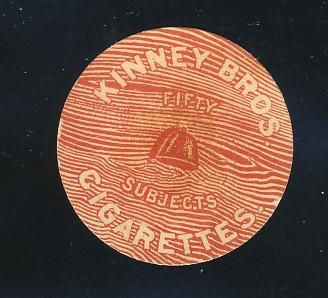 KINNEY BROS.
FIFTY
SUBJECTS
CIGARETTES.